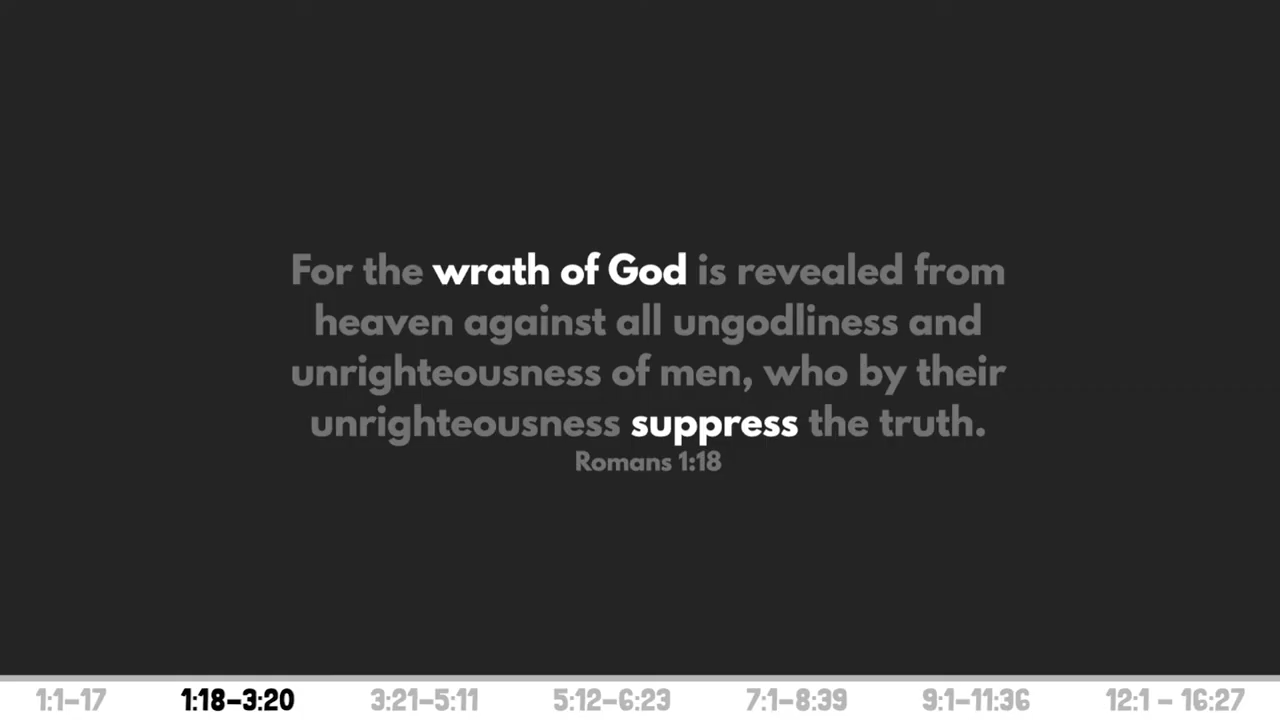 For the wrath of God is revealed from
heaven against all ungodliness and
unrighteousness of men, who by their
unrighteousness suppress the truth.
Romans 1:18
1:1–17 1:18–3:20 3:21–5:11 5:12–6:23 7:1–8:39 9:1–11:36 12:1 – 16:27